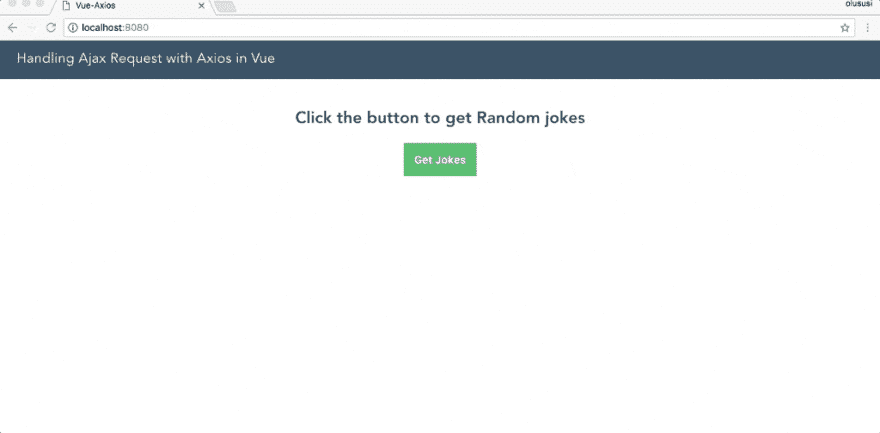 Vue-Axios
olususi
localhost:8080
Handling Ajax Request with Axios in Vue
Click the button to get Random jokes
Get Jokes